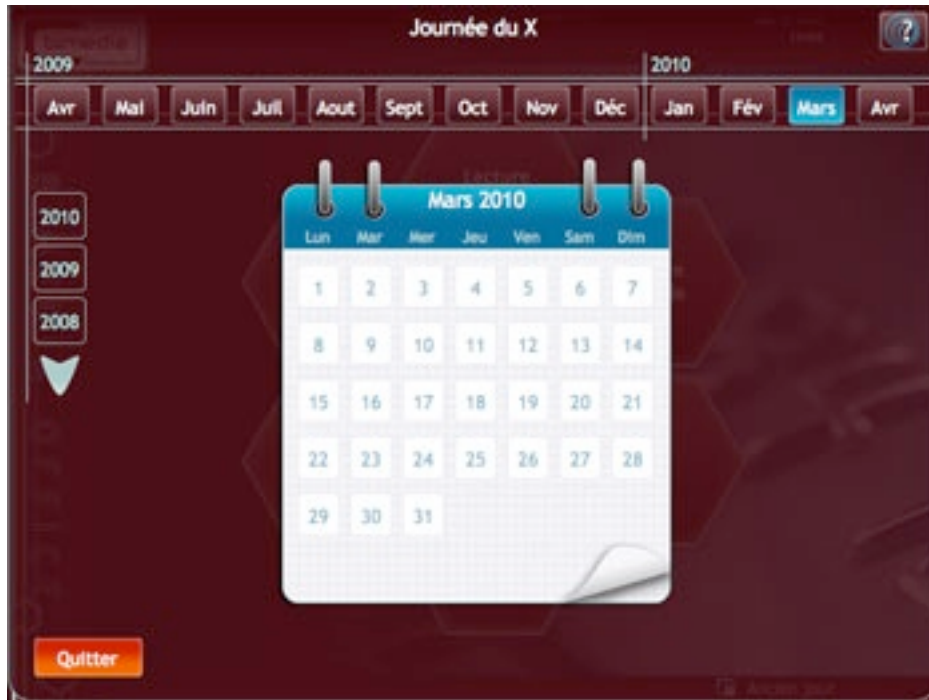 Journée du X
?
2009 2010
Avr Mai Juin Juil Aout Sept Oct Nov Déc Jan Fév Mars Avr
Lecture
2010
2009
2008
Mars 2010
Lun Mar Mer Jeu Ven Sam Dim
1 2 3 4 5 6 7
8 9 10 11 12 13 14
15 16 17 18 19 20 21
22 23 24 25 26 27 28
29 30 31
Quitter